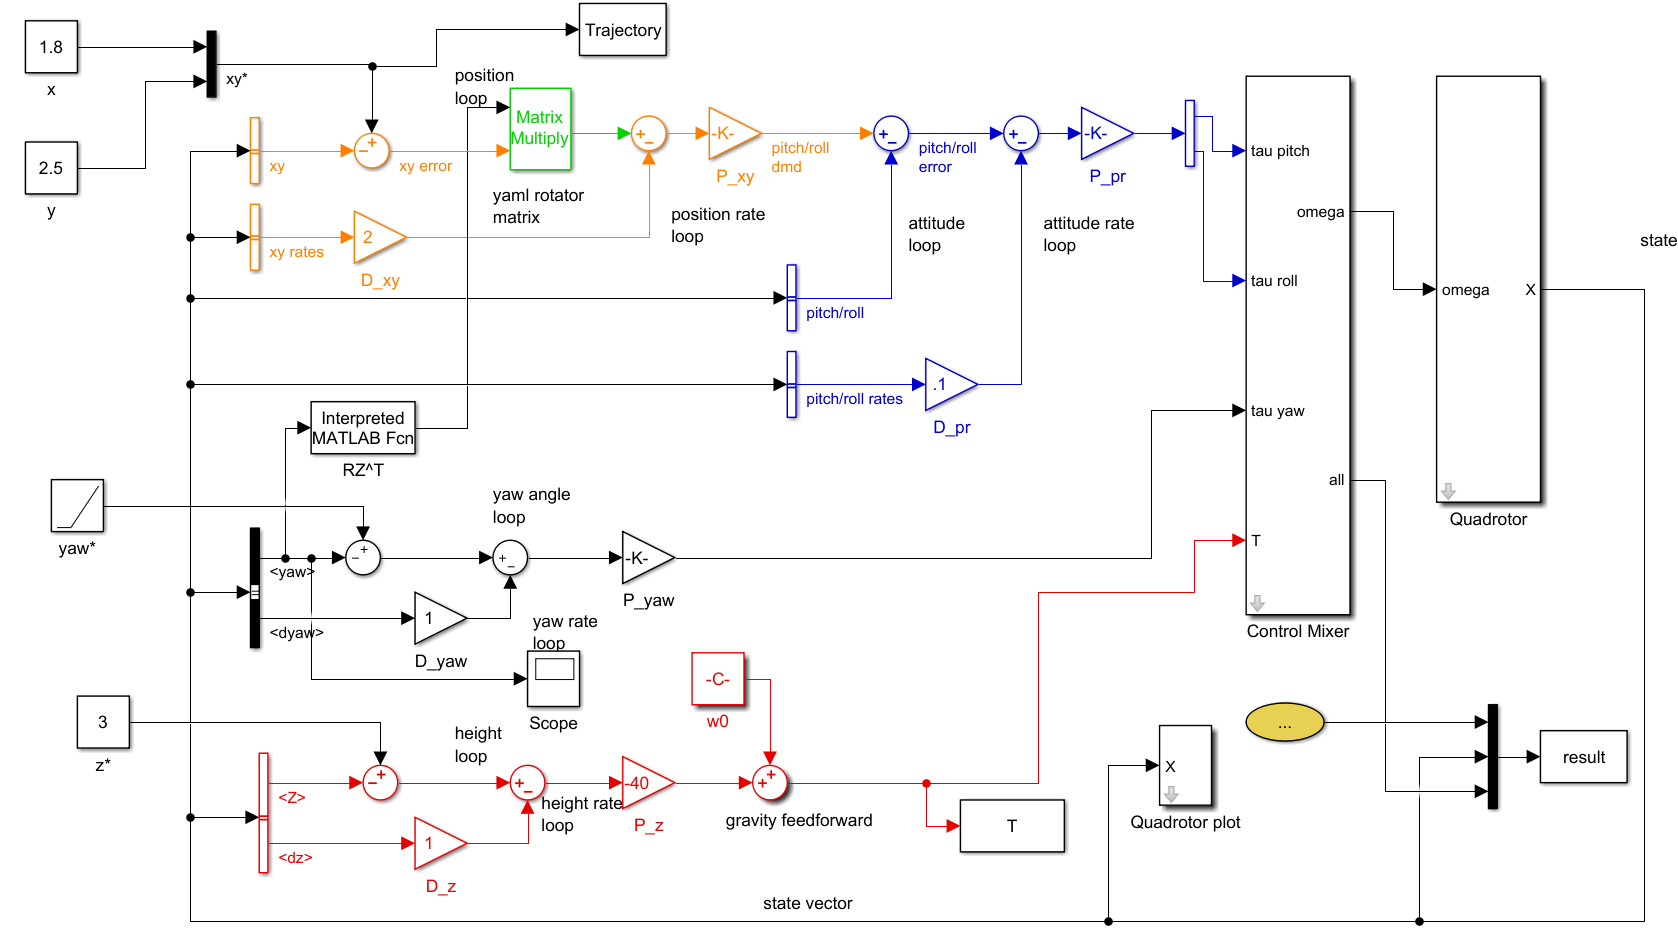 1.8
x
2.5
y
xy*
Trajectory
position
loop
Matrix
Multiply
yaml rotator
matrix
xy
xy error
xy rates
2
D_xy
-K-
P_xy
pitch/roll
dmd
position rate
loop
pitch/roll
error
attitude
loop
-K-
P_pr
attitude rate
loop
pitch/roll
pitch/roll rates
.1
D_pr
tau pitch
omega
tau roll
tau yaw
all
T
Control Mixer
omega
X
Quadrotor
state
Interpreted
MATLAB Fcn
RZ^T
yaw*
yaw angle
loop
<yaw>
<dyaw>
1
D_yaw
-K-
P_yaw
yaw rate
loop
Scope
3
z*
height
loop
<Z>
<dz>
1
D_z
height rate
loop
-40
P_z
-C-
w0
gravity feedforward
T
X
Quadrotor plot
...
result
state vector